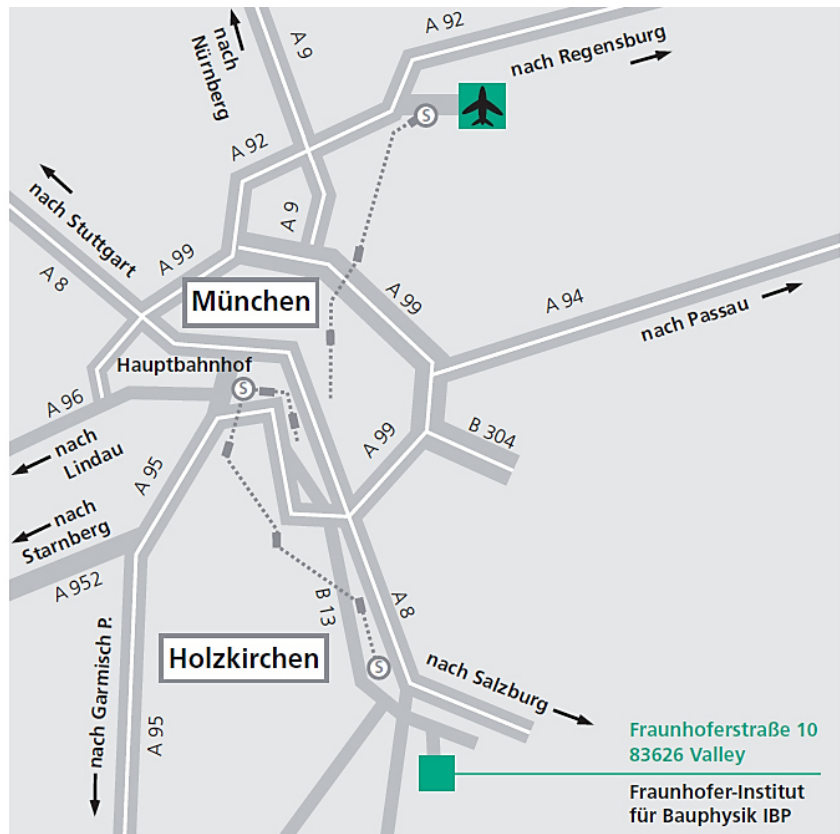 A 92
nach Regensburg
A 9
nach
Nürnberg
S
A 92
A 9
nach Stuttgart
A 8
A 99
München
A 99
A 94
nach Passau
Hauptbahnhof
S
A 96
nach
Lindau
A 95
A 99
B 304
nach
Starnberg
A 952
B 13
A 8
Holzkirchen
S
nach Salzburg
nach Garmisch P.
A 95
Fraunhoferstraße 10
83626 Valley
Fraunhofer-Institut
für Bauphysik IBP